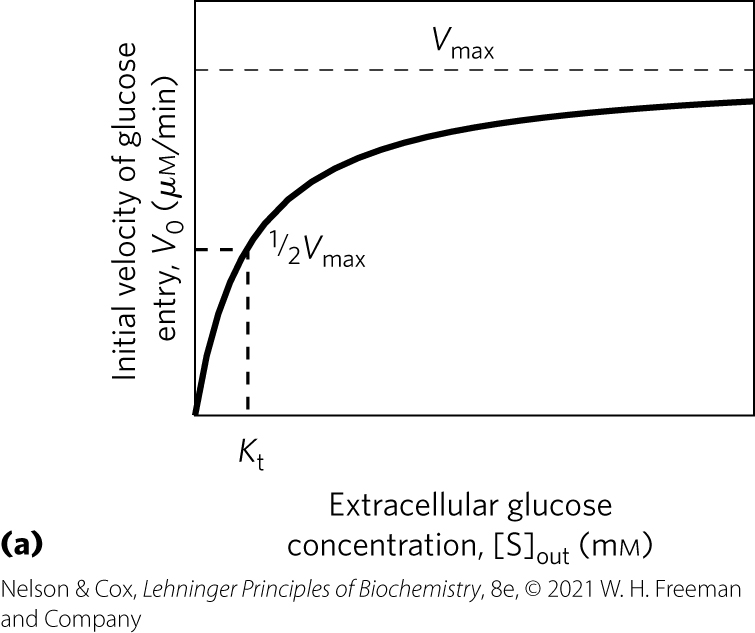 Vmax
Initial velocity of glucose
entry, V0 (μM/min)
1/2Vmax
Kt
Extracellular glucose
concentration, [S]out (mM)
(a)
Nelson & Cox, Lehninger Principles of Biochemistry, 8e, © 2021 W. H. Freeman
and Company